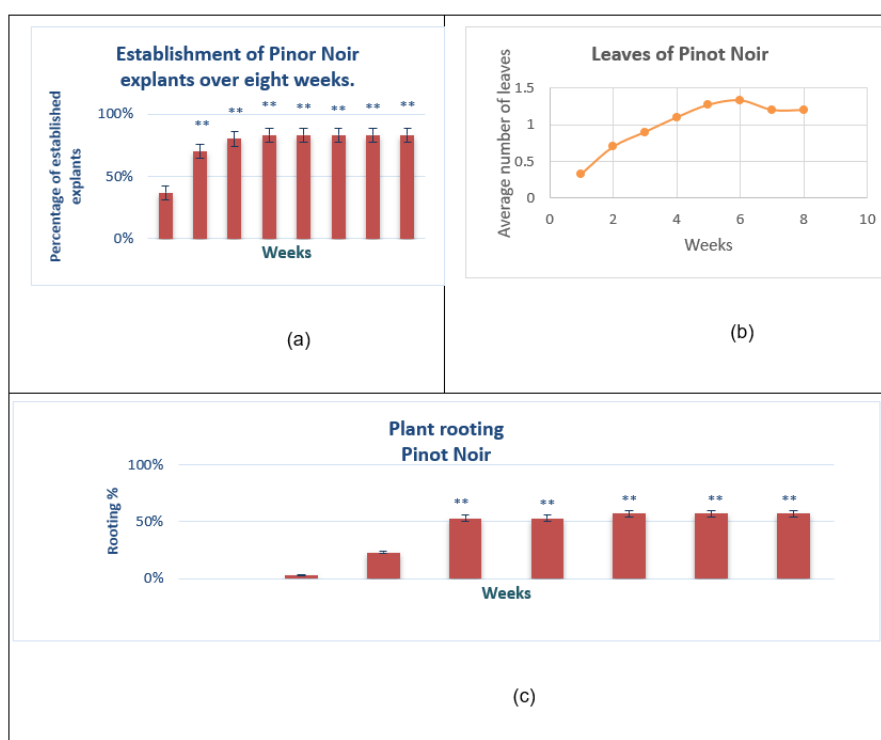 Establishment of Pinor Noir
explants over eight weeks.
Percentage of established
explants
100%
50%
0%
** ** ** ** ** ** **
Weeks
(a)
Leaves of Pinot Noir
Average number of leaves
1.5
1
0.5
0
0 2 4 6 8 10
Weeks
(b)
Plant rooting
Pinot Noir
Rooting %
100%
50%
0%
** ** ** ** **
Weeks
(c)